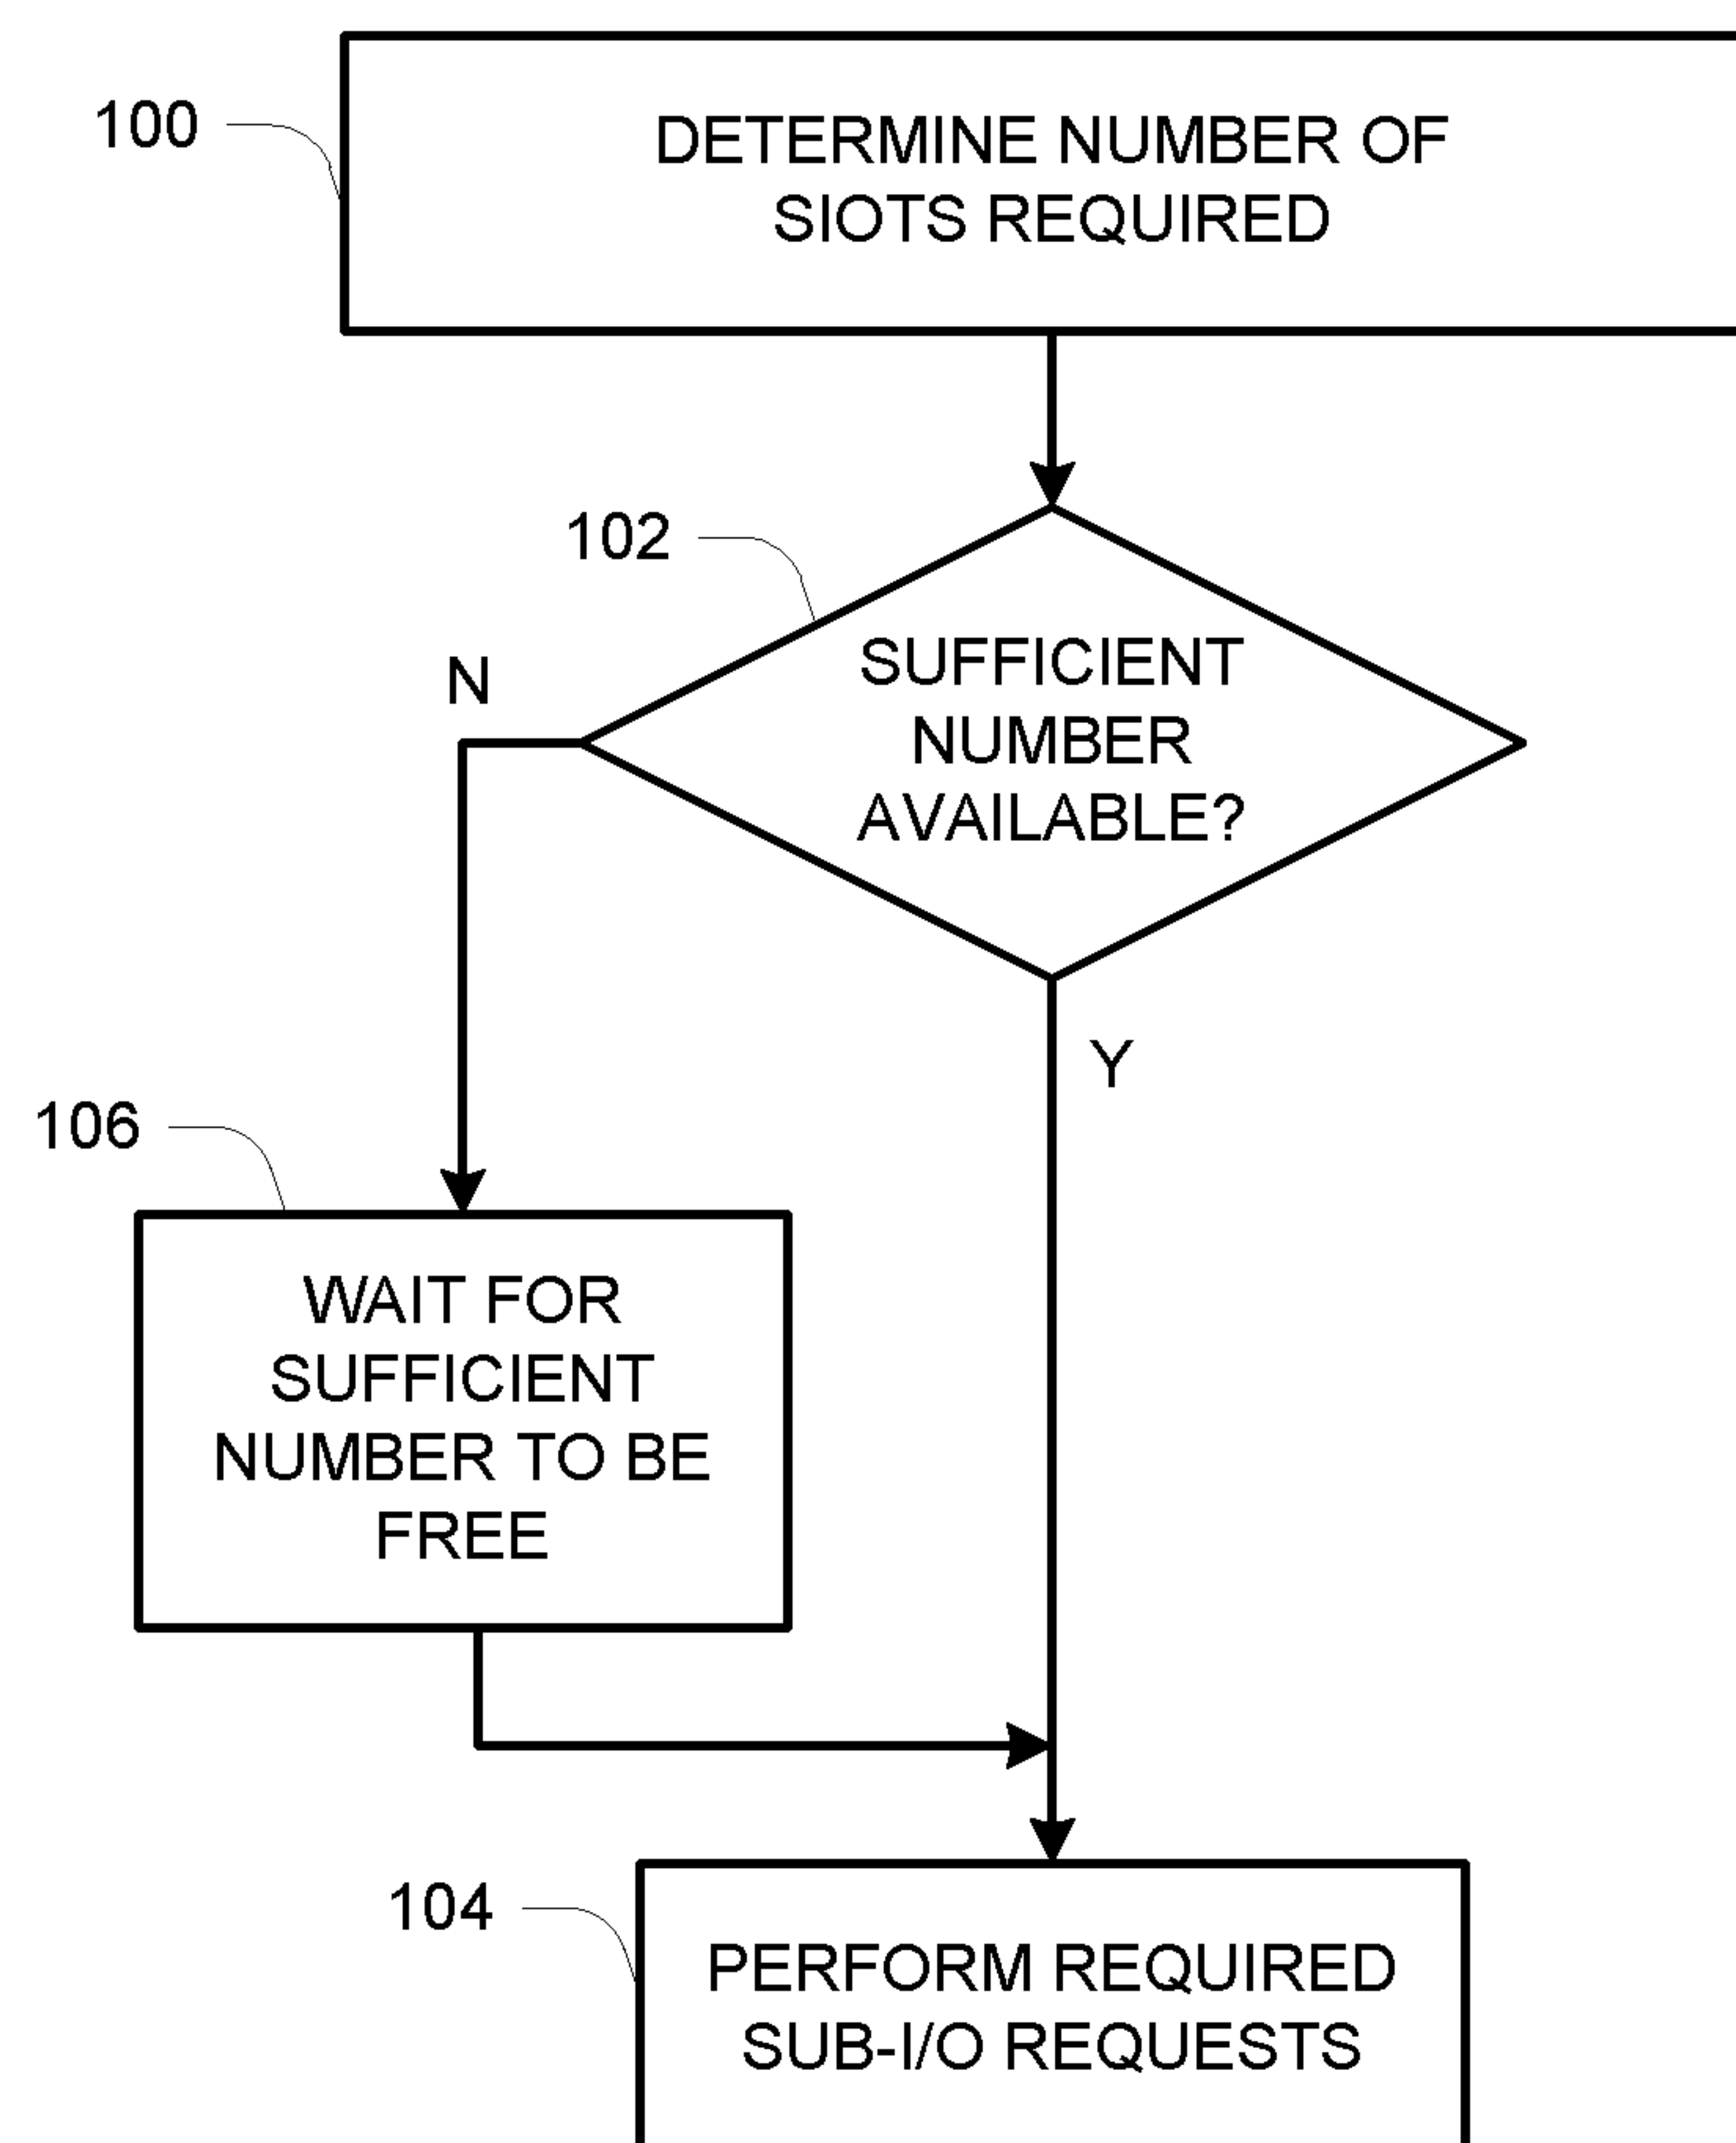 100
DETERMINE NUMBER OF
SIOTS REQUIRED
102
N
SUFFICIENT
NUMBER
AVAILABLE?
Y
106
WAIT FOR
SUFFICIENT
NUMBER TO BE
FREE
104
PERFORM REQUIRED
SUB-I/O REQUESTS